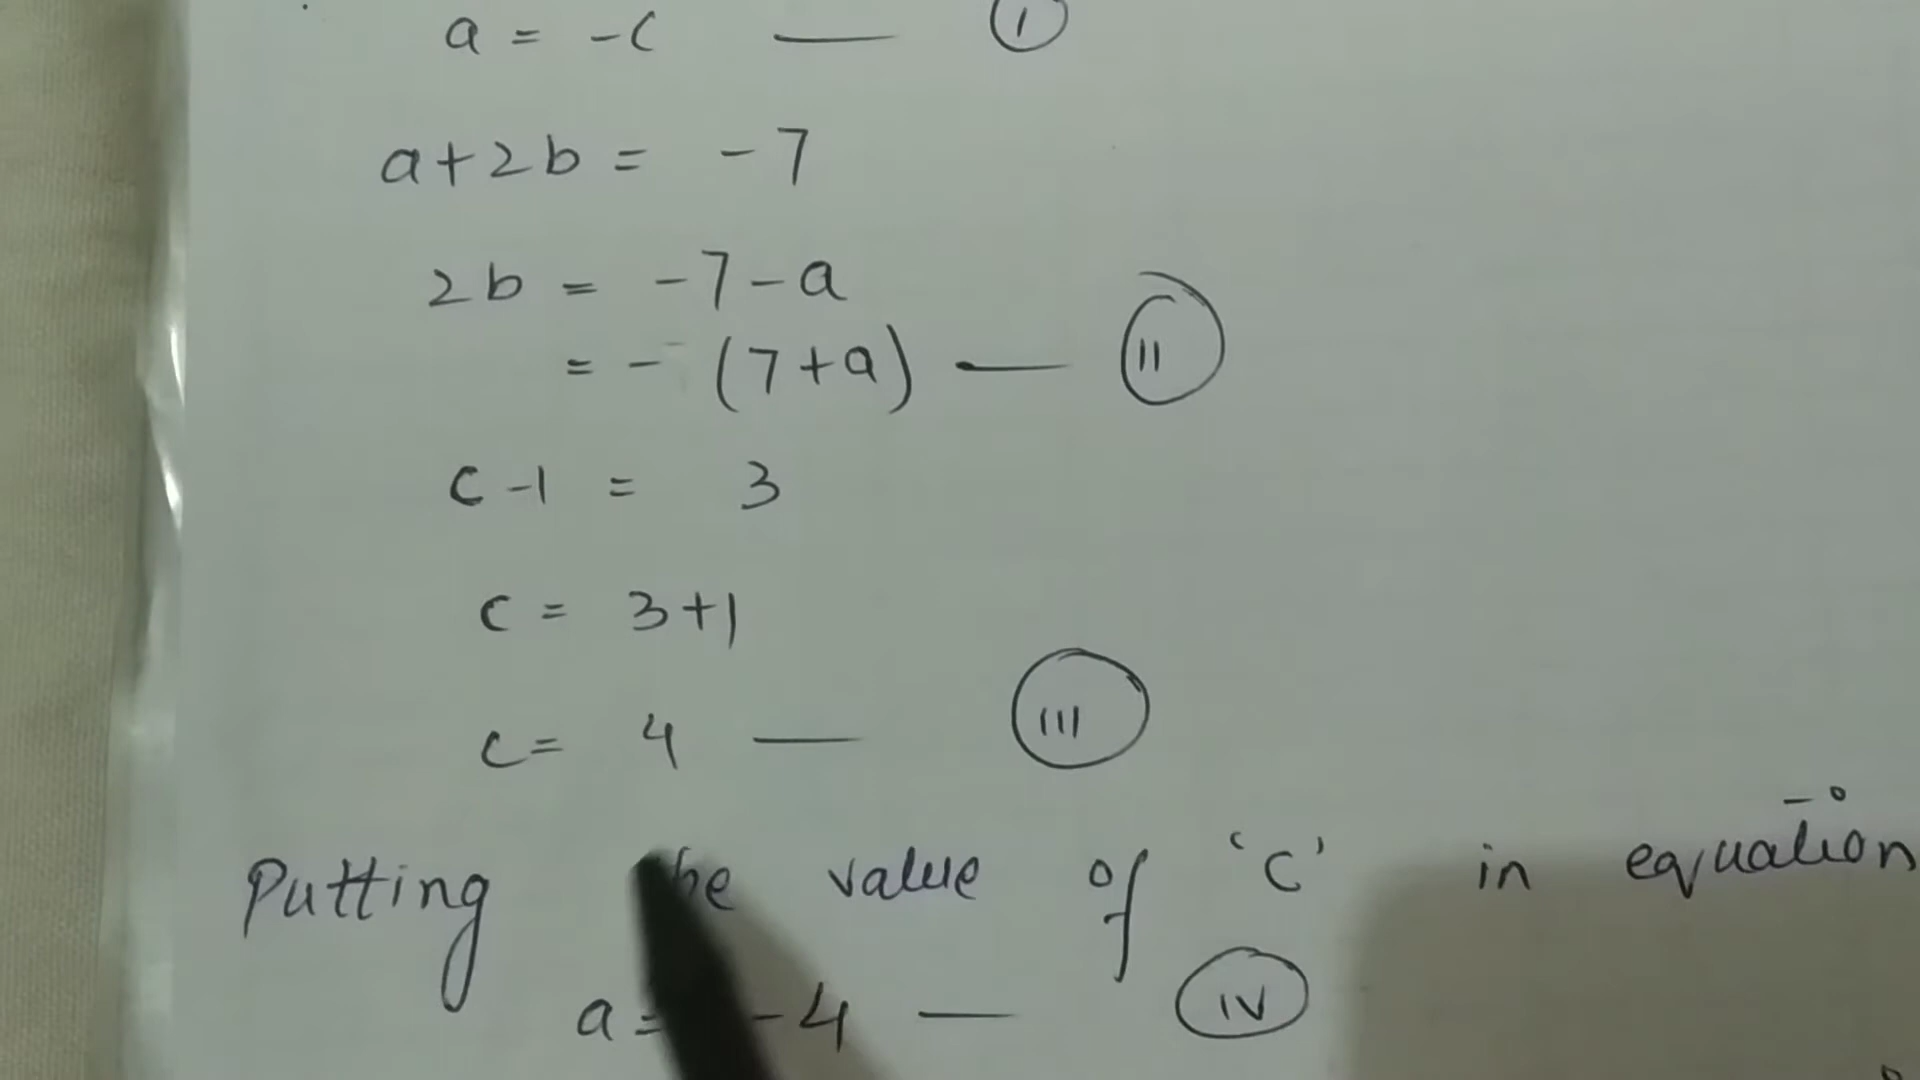 a = -c — (I)
a+2b = -7
2b = -7-a
= - (7+a) — (II)
c-1 = 3
c = 3+1
c = 4 — (III)
Putting the value of 'c' in equation
a = -4 — (IV)